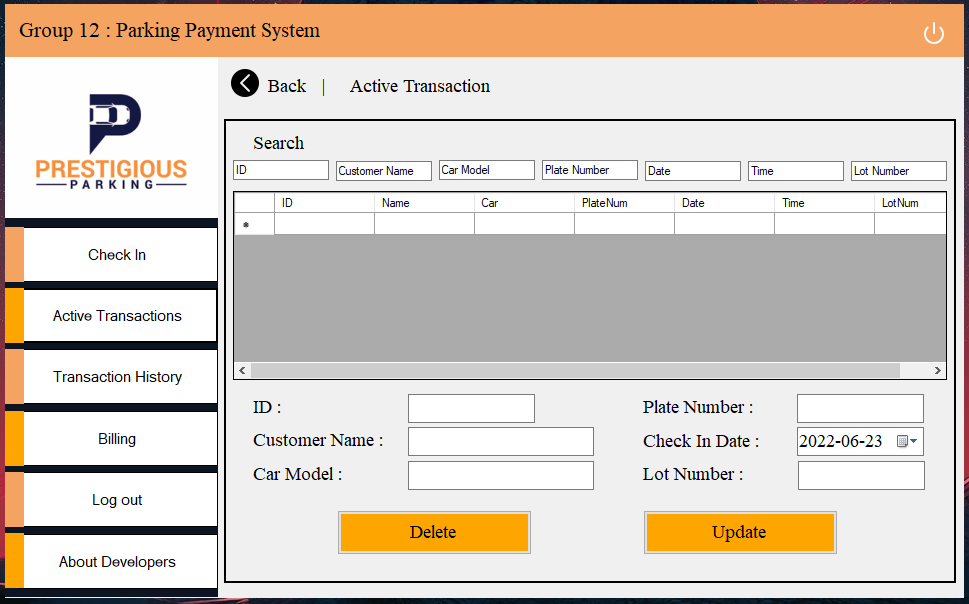 Group 12 : Parking Payment System
PRESTIGIOUS
PARKING
Check In
Active Transactions
Transaction History
Billing
Log out
About Developers
Back | Active Transaction
Search
ID Customer Name Car Model Plate Number Date Time Lot Number
ID Name Car PlateNum Date Time LotNum
ID : Plate Number :
Customer Name : Check In Date : 2022-06-23
Car Model : Lot Number :
Delete Update